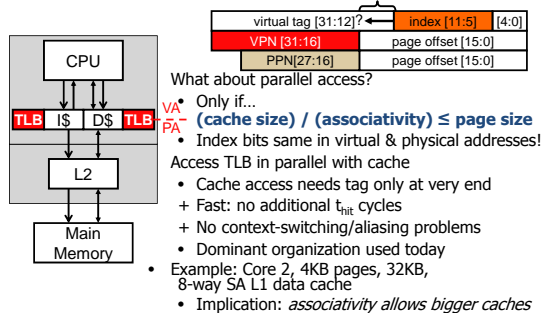 virtual tag [31:12]? index [11:5] [4:0]
VPN [31:16] page offset [15:0]
PPN[27:16] page offset [15:0]
CPU
TLB I$ D$ TLB
VA
PA
L2
Main
Memory
What about parallel access?
• Only if…
(cache size) / (associativity) ≤ page size
• Index bits same in virtual & physical addresses!
Access TLB in parallel with cache
• Cache access needs tag only at very end
+ Fast: no additional thit cycles
+ No context-switching/aliasing problems
• Dominant organization used today
• Example: Core 2, 4KB pages, 32KB,
8-way SA L1 data cache
• Implication: associativity allows bigger caches